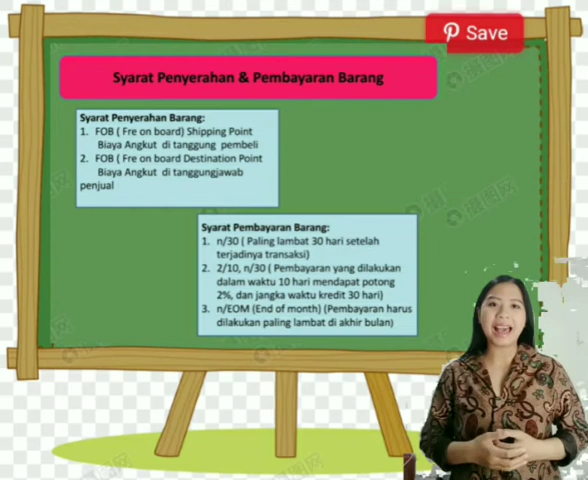 Save
Syarat Penyerahan & Pembayaran Barang
Syarat Penyerahan Barang:
1. FOB ( Fre on board) Shipping Point
Biaya Angkut di tanggung pembeli
2. FOB ( Fre on board Destination Point
Biaya Angkut di tanggungjawab
penjual
Syarat Pembayaran Barang:
1. n/30 ( Paling lambat 30 hari setelah
terjadinya transaksi)
2. 2/10, n/30 ( Pembayaran yang dilakukan
dalam waktu 10 hari mendapat potong
2%, dan jangka waktu kredit 30 hari)
3. n/EOM (End of month) (Pembayaran harus
dilakukan paling lambat di akhir bulan)